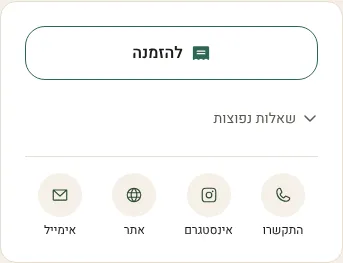 להזמנה
שאלות נפוצות
התקשרו
אינסטגרם
אתר
אימייל